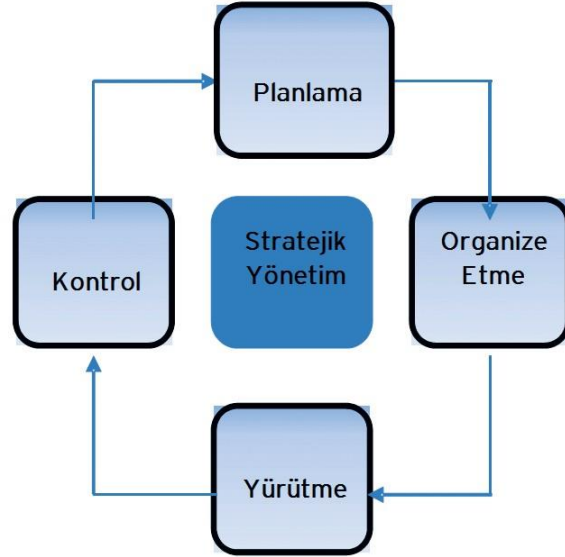 Planlama
Kontrol
Stratejik
Yönetim
Organize
Etme
Yürütme